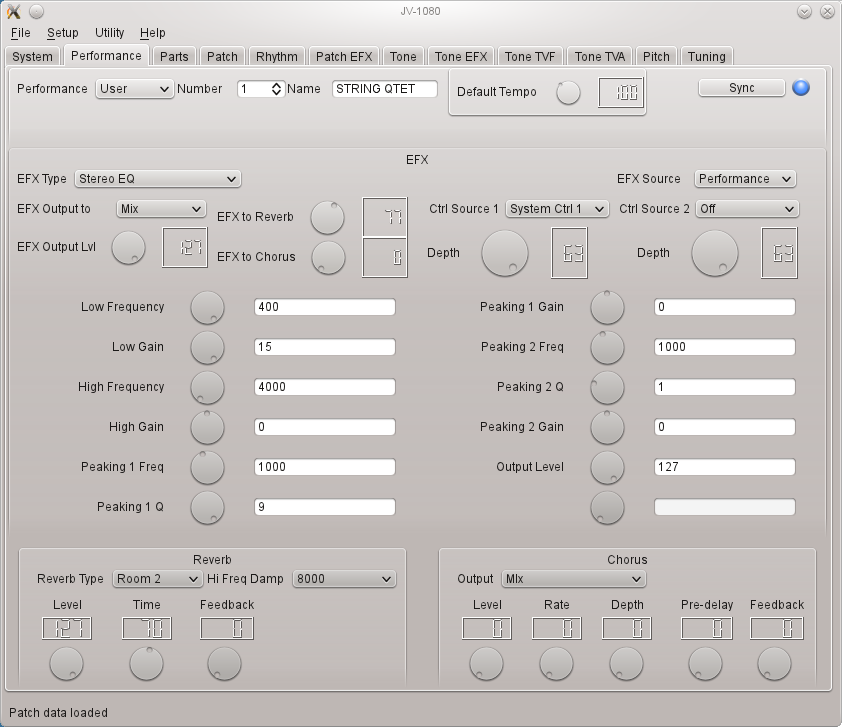 JV-1080
File Setup Utility Help
System Performance Parts Patch Rhythm Patch EFX Tone Tone EFX Tone TVF Tone TVA Pitch Tuning
Performance User Number 1 Name STRING QTET Default Tempo 100 Sync
EFX
EFX Type Stereo EQ EFX Source Performance
EFX Output to Mix EFX to Reverb 77 Ctrl Source 1 System Ctrl 1 Ctrl Source 2 Off
EFX Output Lvl 127 EFX to Chorus 0 Depth 63 Depth 63
Low Frequency 400 Peaking 1 Gain 0
Low Gain 15 Peaking 2 Freq 1000
High Frequency 4000 Peaking 2 Q 1
High Gain 0 Peaking 2 Gain 0
Peaking 1 Freq 1000 Output Level 127
Peaking 1 Q 9
Reverb Chorus
Reverb Type Room 2 Hi Freq Damp 8000 Output MIx
Level Time Feedback Level Rate Depth Pre-delay Feedback
127 70 0 0 0 0 0 0
Patch data loaded